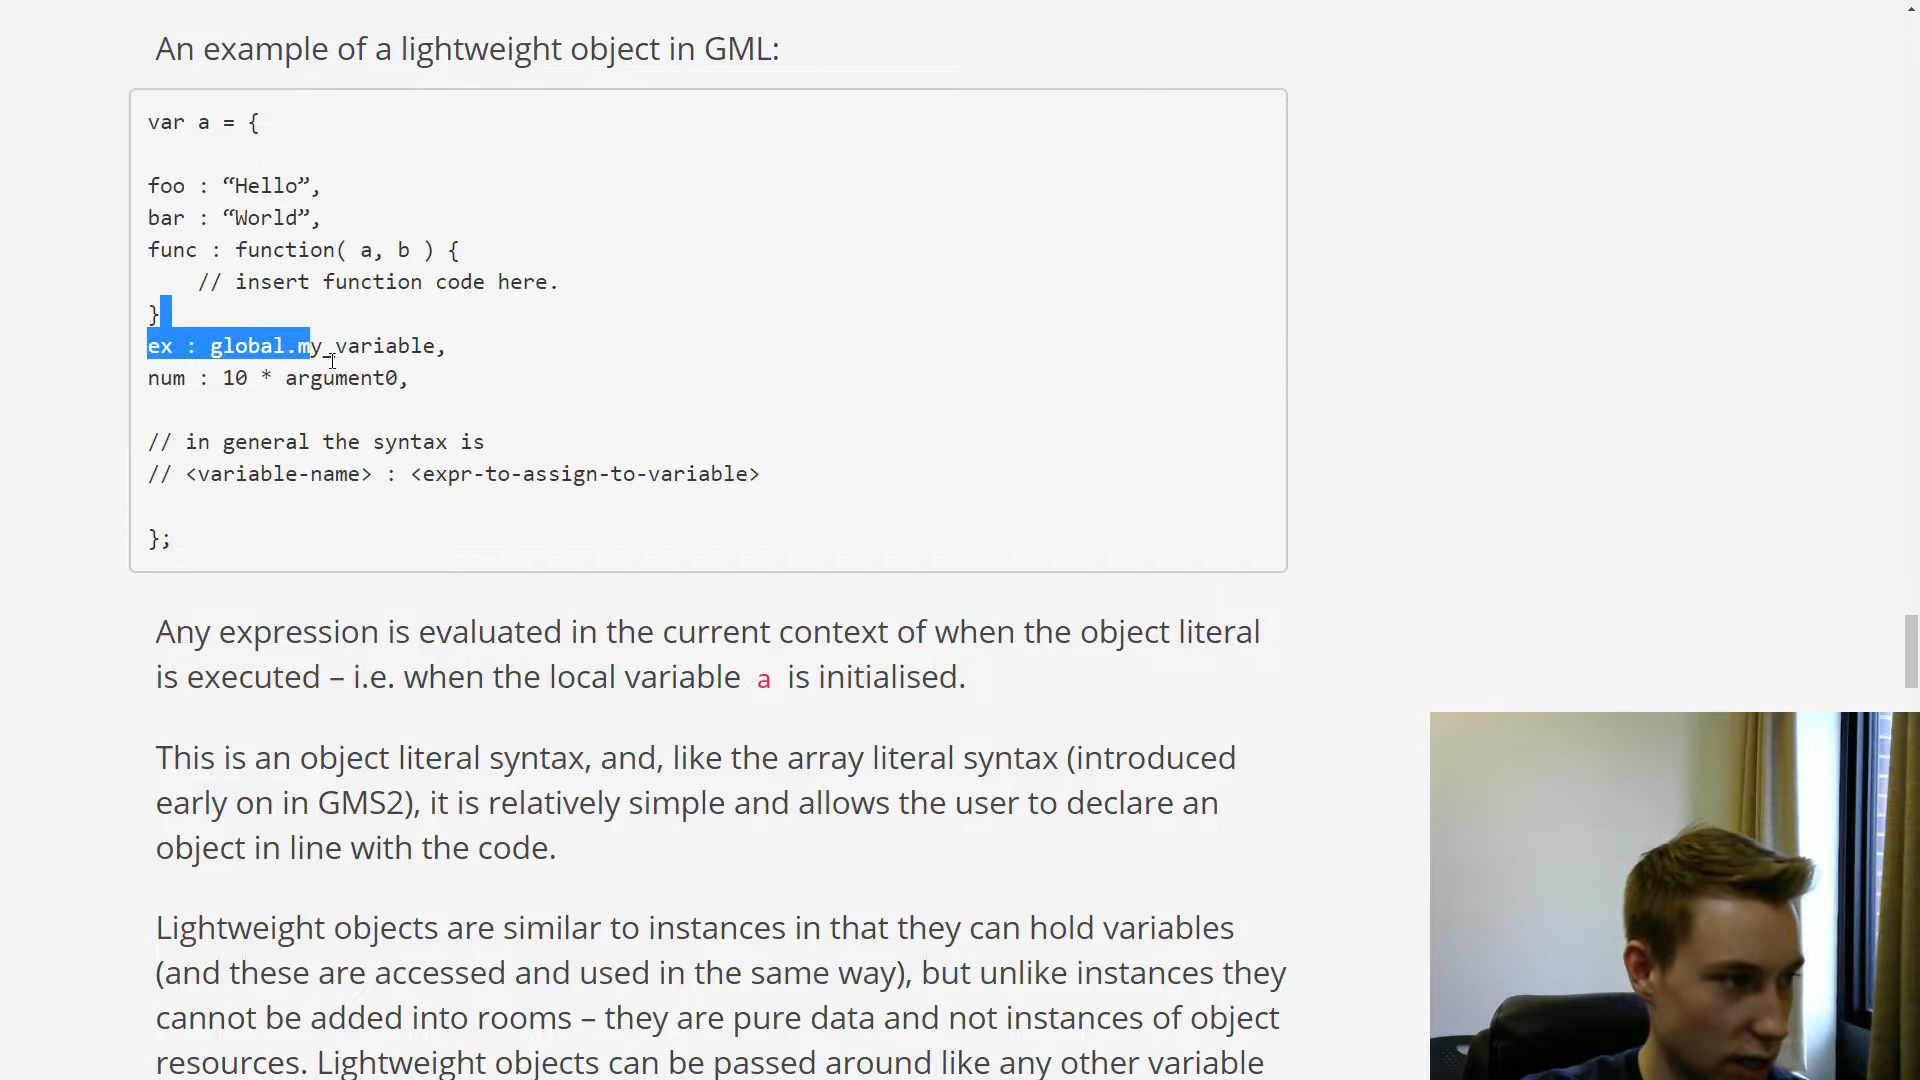 An example of a lightweight object in GML:
var a = {
foo : “Hello”,
bar : “World”,
func : function( a, b ) {
// insert function code here.
}
ex : global.my_variable,
num : 10 * argument0,
// in general the syntax is
// <variable-name> : <expr-to-assign-to-variable>
};
Any expression is evaluated in the current context of when the object literal
is executed – i.e. when the local variable a is initialised.
This is an object literal syntax, and, like the array literal syntax (introduced
early on in GMS2), it is relatively simple and allows the user to declare an
object in line with the code.
Lightweight objects are similar to instances in that they can hold variables
(and these are accessed and used in the same way), but unlike instances they
cannot be added into rooms – they are pure data and not instances of object
resources. Lightweight objects can be passed around like any other variable